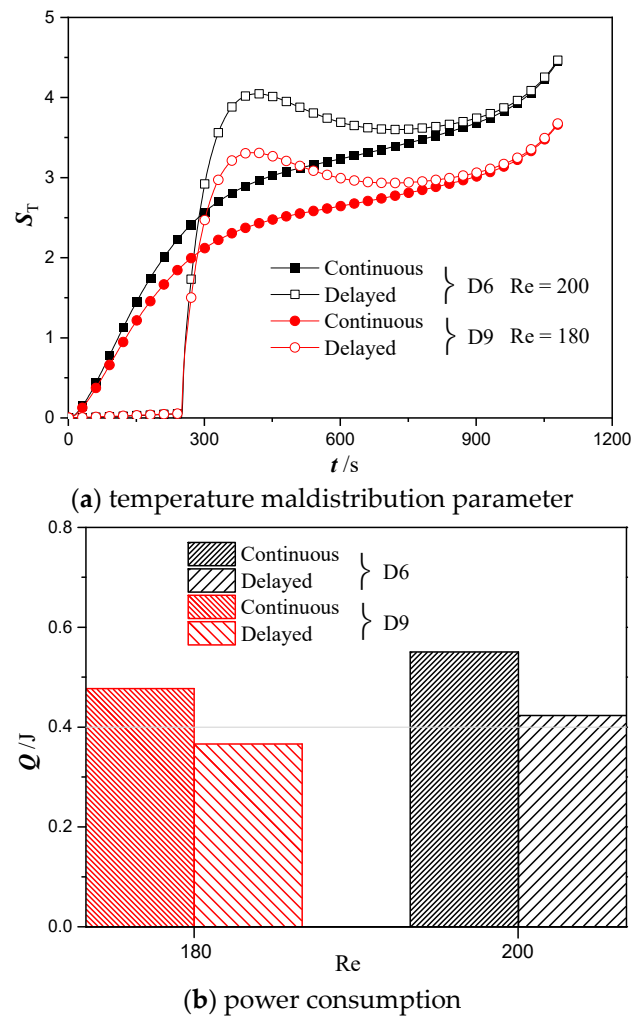 5
4
3
2
1
0
S_T
Continuous
Delayed } D6 Re = 200
Continuous
Delayed } D9 Re = 180
0 300 600 900 1200
t /s
(a) temperature maldistribution parameter
0.8
0.6
0.4
0.2
0.0
Q /J
Continuous
Delayed } D6
Continuous
Delayed } D9
180 200
Re
(b) power consumption